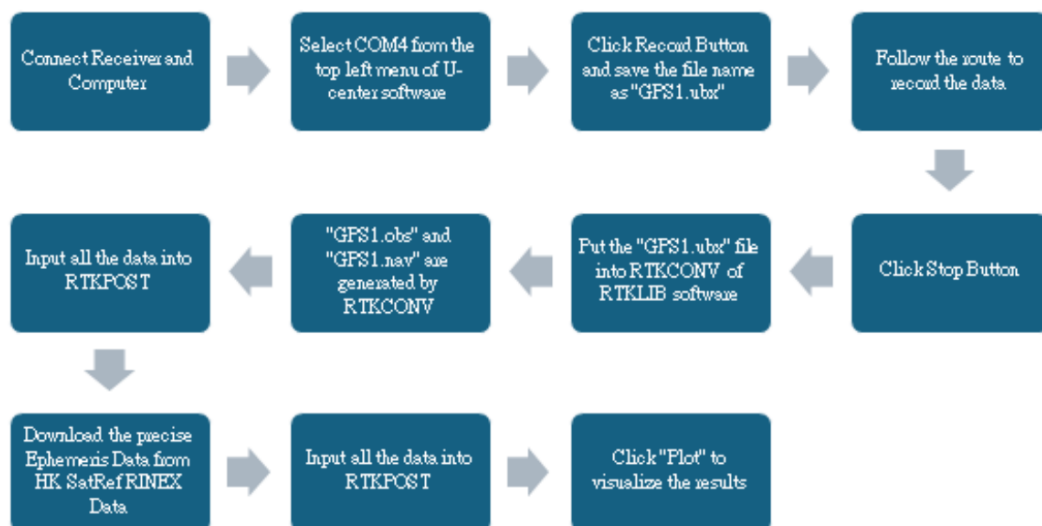 Connect Receiver and
Computer
Select COM4 from the
top left menu of U-
center software
Click Record Button
and save the file name
as "GPS1.ubx"
Follow the route to
record the data
Click Stop Button
Put the "GPS1.ubx" file
into RTKCONV of
RTKLIB software
"GPS1.obs" and
"GPS1.nav" are
generated by
RTKCONV
Input all the data into
RTKPOST
Download the precise
Ephemeris Data from
HK SatRef RINEX
Data
Input all the data into
RTKPOST
Click "Plot" to
visualize the results